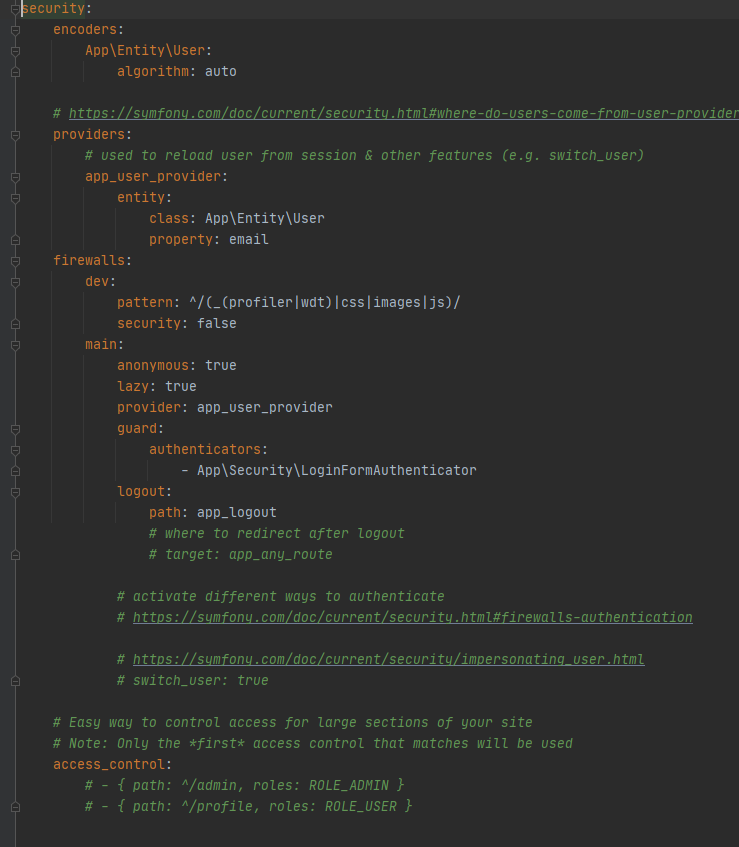 security:
    encoders:
        App\Entity\User:
            algorithm: auto
    # https://symfony.com/doc/current/security.html#where-do-users-come-from-user-provider
    providers:
        # used to reload user from session & other features (e.g. switch_user)
        app_user_provider:
            entity:
                class: App\Entity\User
                property: email
    firewalls:
        dev:
            pattern: ^/(_(profiler|wdt)|css|images|js)/
            security: false
        main:
            anonymous: true
            lazy: true
            provider: app_user_provider
            guard:
                authenticators:
                    - App\Security\LoginFormAuthenticator
            logout:
                path: app_logout
                # where to redirect after logout
                # target: app_any_route
            # activate different ways to authenticate
            # https://symfony.com/doc/current/security.html#firewalls-authentication
            # https://symfony.com/doc/current/security/impersonating_user.html
            # switch_user: true
    # Easy way to control access for large sections of your site
    # Note: Only the *first* access control that matches will be used
    access_control:
        # - { path: ^/admin, roles: ROLE_ADMIN }
        # - { path: ^/profile, roles: ROLE_USER }